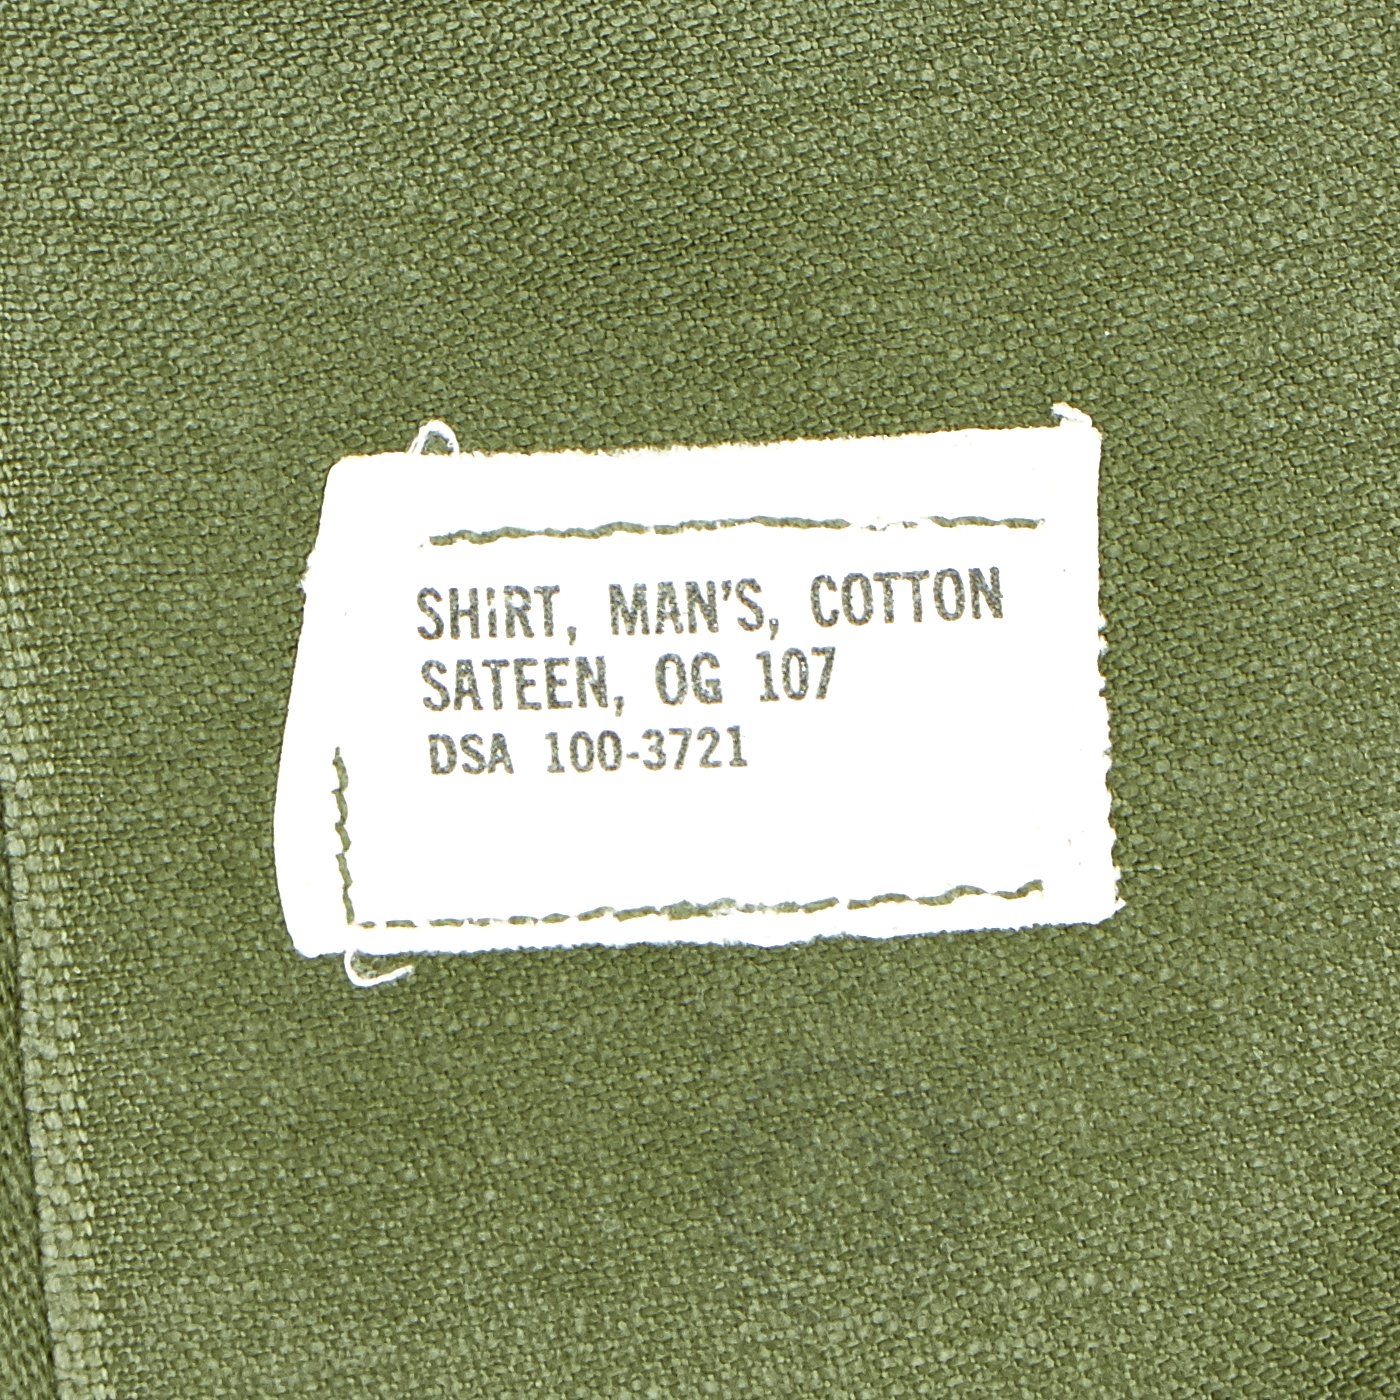 SHIRT, MAN'S, COTTON
SATEEN, OG 107
DSA 100-3721